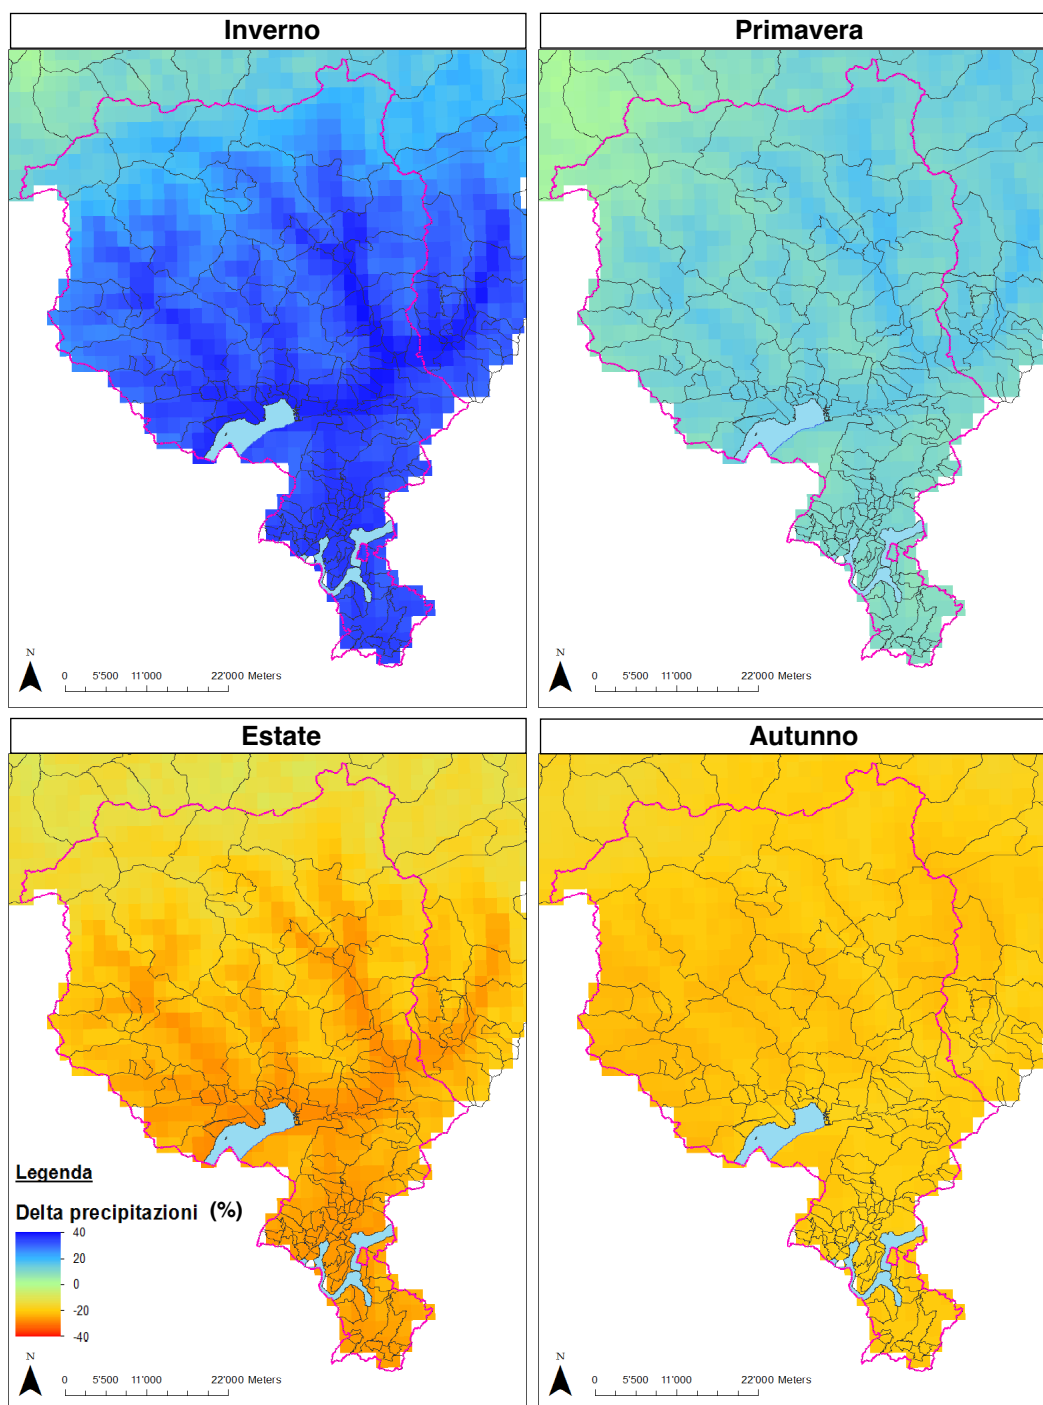 Inverno
Primavera
N
0 5'500 11'000 22'000 Meters
N
0 5'500 11'000 22'000 Meters
Estate
Autunno
Legenda
Delta precipitazioni (%)
40
20
0
-20
-40
N
0 5'500 11'000 22'000 Meters
N
0 5'500 11'000 22'000 Meters